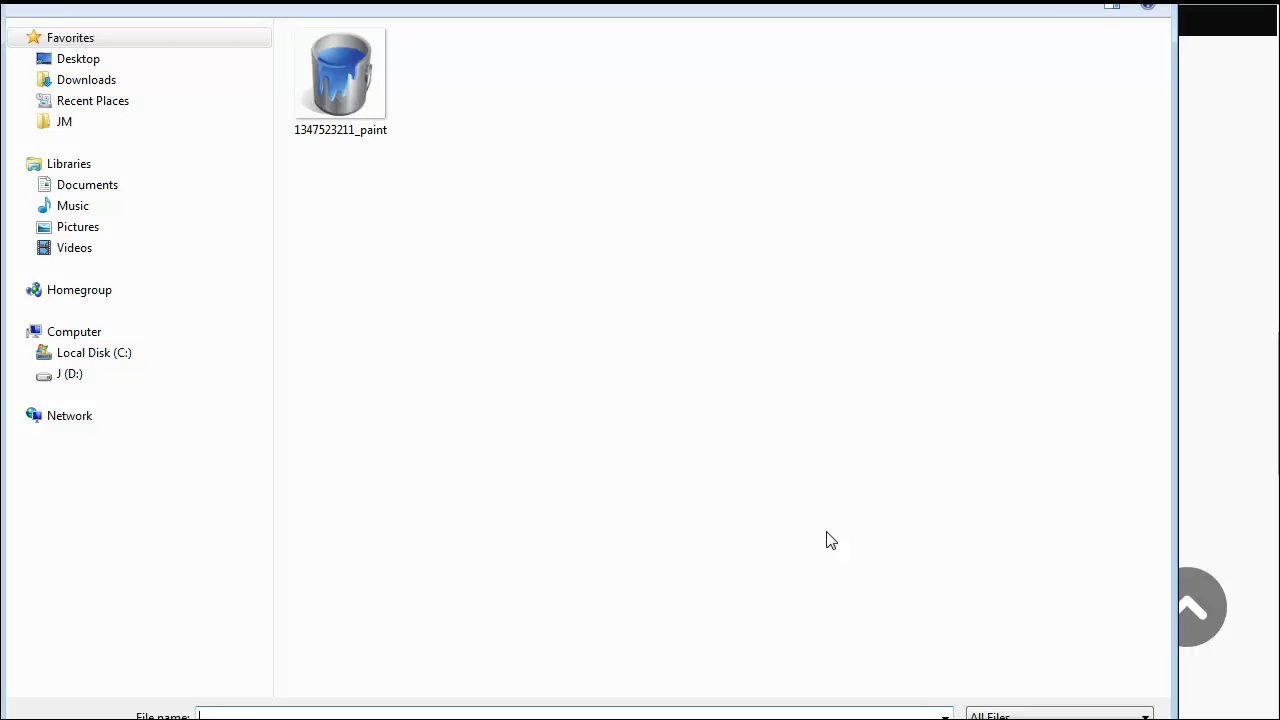 Favorites
Desktop
Downloads
Recent Places
JM
Libraries
Documents
Music
Pictures
Videos
Homegroup
Computer
Local Disk (C:)
J (D:)
Network
1347523211_paint
File name:
All Files